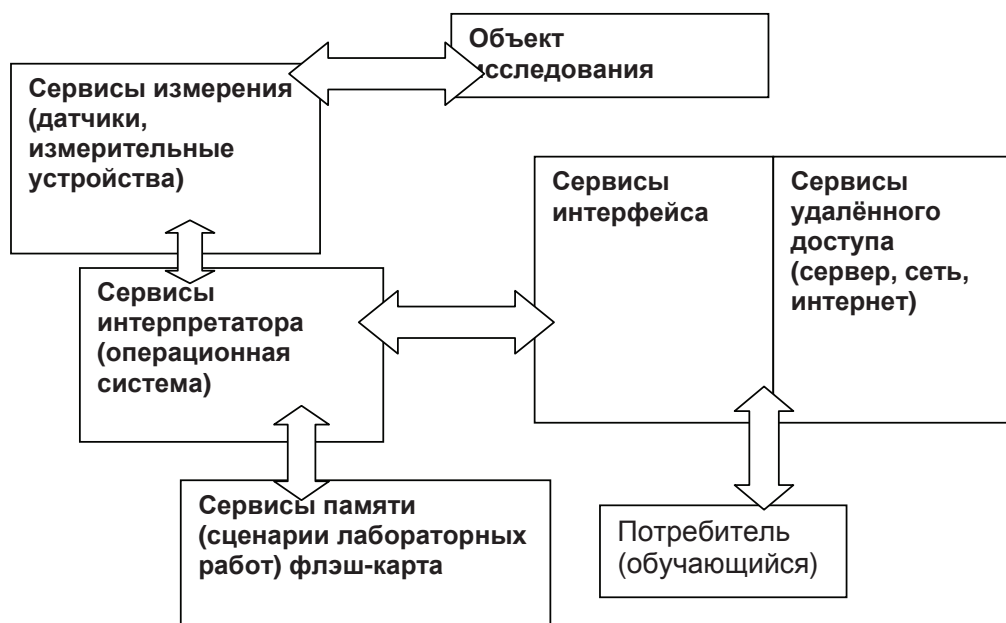 Объект
исследования
Сервисы измерения
(датчики,
измерительные
устройства)
Сервисы
интерфейса
Сервисы
удалённого
доступа
(сервер, сеть,
интернет)
Сервисы
интерпретатора
(операционная
система)
Сервисы памяти
(сценарии лабораторных
работ) флэш-карта
Потребитель
(обучающийся)